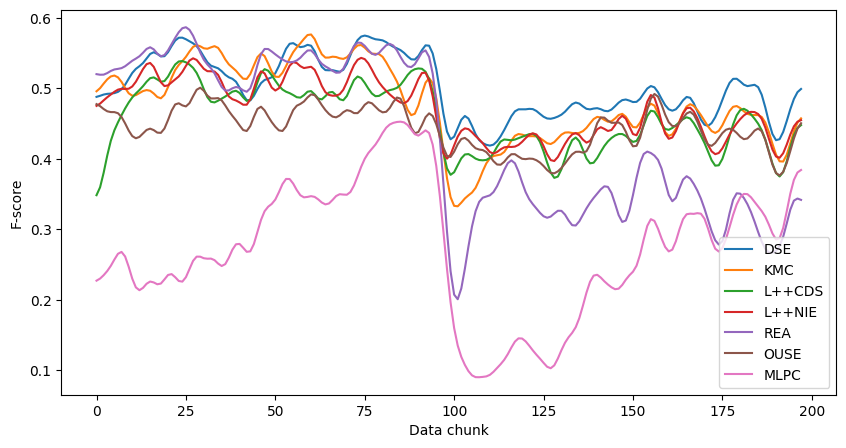 0.6
0.5
0.4
0.3
0.2
0.1
F-score
0 25 50 75 100 125 150 175 200
Data chunk
DSE
KMC
L++CDS
L++NIE
REA
OUSE
MLPC